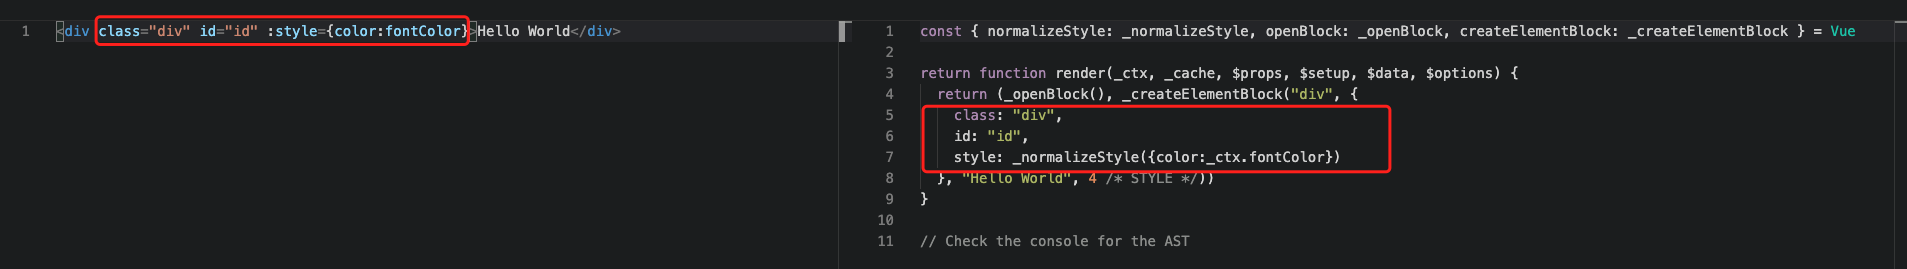 1 <div class="div" id="id" :style={color:fontColor}>Hello World</div>
1 const { normalizeStyle: _normalizeStyle, openBlock: _openBlock, createElementBlock: _createElementBlock } = Vue
2
3 return function render(_ctx, _cache, $props, $setup, $data, $options) {
4   return (_openBlock(), _createElementBlock("div", {
5     class: "div",
6     id: "id",
7     style: _normalizeStyle({color:_ctx.fontColor})
8   }, "Hello World", 4 /* STYLE */))
9 }
10
11 // Check the console for the AST